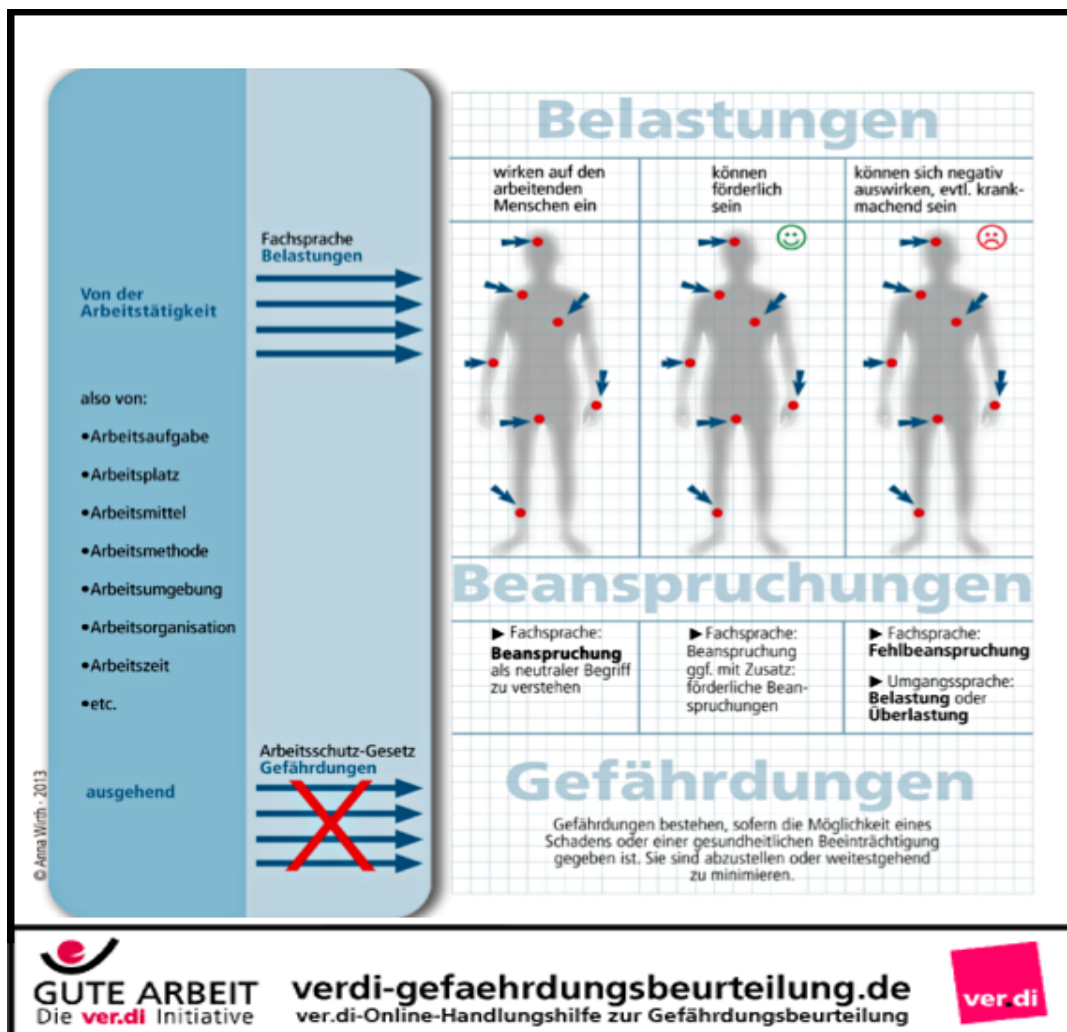 Von der
Arbeitstätigkeit
also von:
•Arbeitsaufgabe
•Arbeitsplatz
•Arbeitsmittel
•Arbeitsmethode
•Arbeitsumgebung
•Arbeitsorganisation
•Arbeitszeit
•etc.
ausgehend
© Anna Wirth · 2013
Fachsprache
Belastungen
Arbeitsschutz-Gesetz
Gefährdungen
Belastungen
wirken auf den
arbeitenden
Menschen ein
können
förderlich
sein
können sich negativ
auswirken, evtl. krank-
machend sein
Beanspruchungen
▶ Fachsprache:
Beanspruchung
als neutraler Begriff
zu verstehen
▶ Fachsprache:
Beanspruchung
ggf. mit Zusatz:
förderliche Bean-
spruchungen
▶ Fachsprache:
Fehlbeanspruchung
▶ Umgangssprache:
Belastung oder
Überlastung
Gefährdungen
Gefährdungen bestehen, sofern die Möglichkeit eines
Schadens oder einer gesundheitlichen Beeinträchtigung
gegeben ist. Sie sind abzustellen oder weitestgehend
zu minimieren.
GUTE ARBEIT
Die ver.di Initiative
verdi-gefaehrdungsbeurteilung.de
ver.di-Online-Handlungshilfe zur Gefährdungsbeurteilung
ver.di